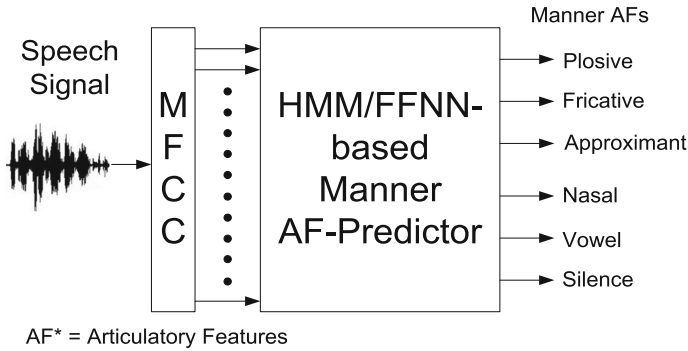 Manner AFs
Speech
Signal
M
F
C
C
HMM/FFNN-
based
Manner
AF-Predictor
Plosive
Fricative
Approximant
Nasal
Vowel
Silence
AF* = Articulatory Features